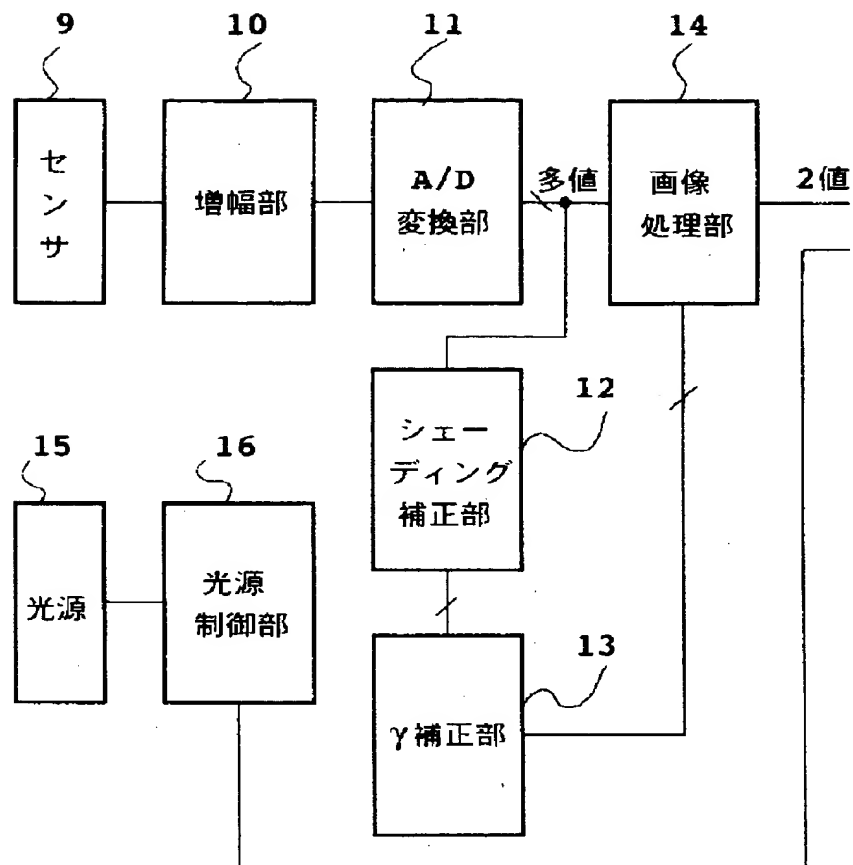 9
10
11
14
セ
ン
サ
増幅部
A/D
変換部
多値
画像
処理部
2値
12
シェー
ディング
補正部
15
16
光源
光源
制御部
13
γ補正部